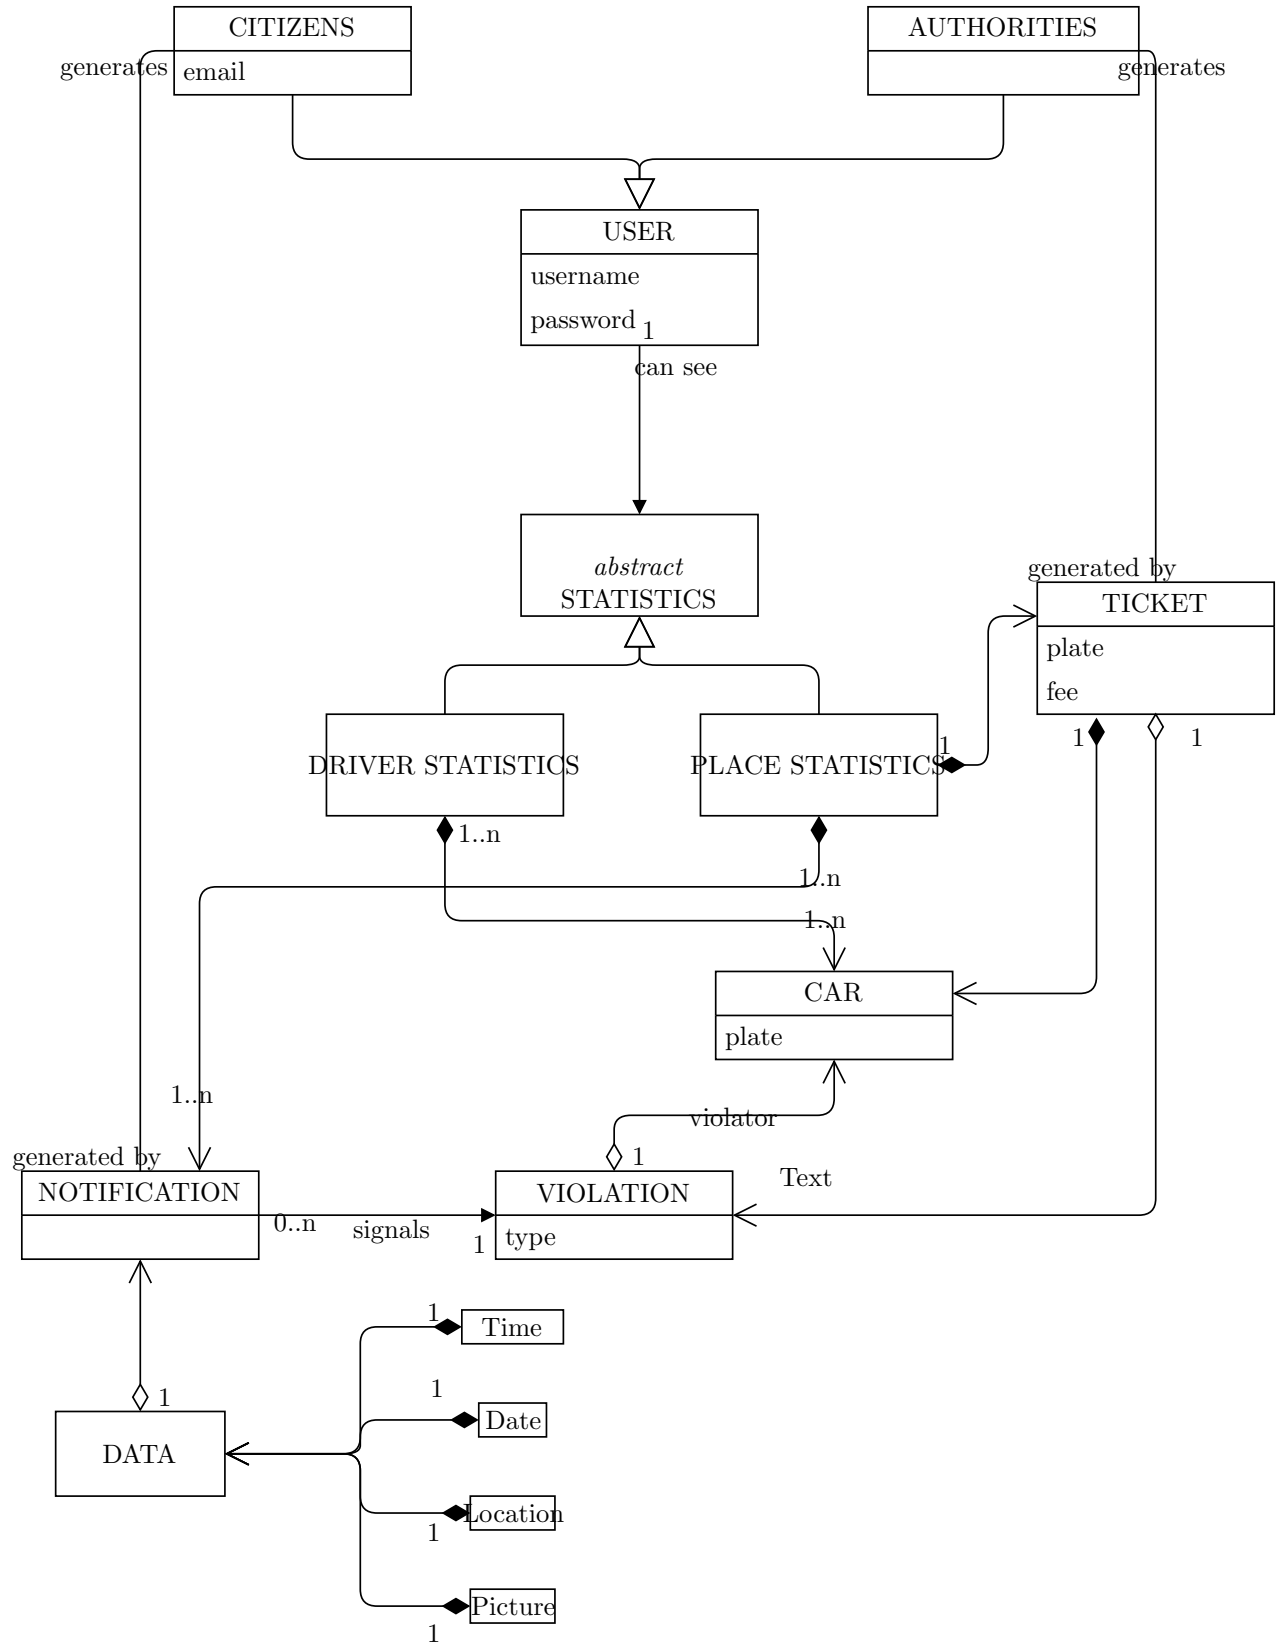 CITIZENS
AUTHORITIES
generates
email
generates
USER
username
password
1
can see
abstract
STATISTICS
generated by
TICKET
plate
fee
1
1
1
DRIVER STATISTICS
PLACE STATISTICS
1..n
1..n
1..n
CAR
plate
1..n
violator
generated by
1
Text
NOTIFICATION
VIOLATION
0..n
signals
1
type
1
Time
1
Date
1
DATA
Location
1
Picture
1